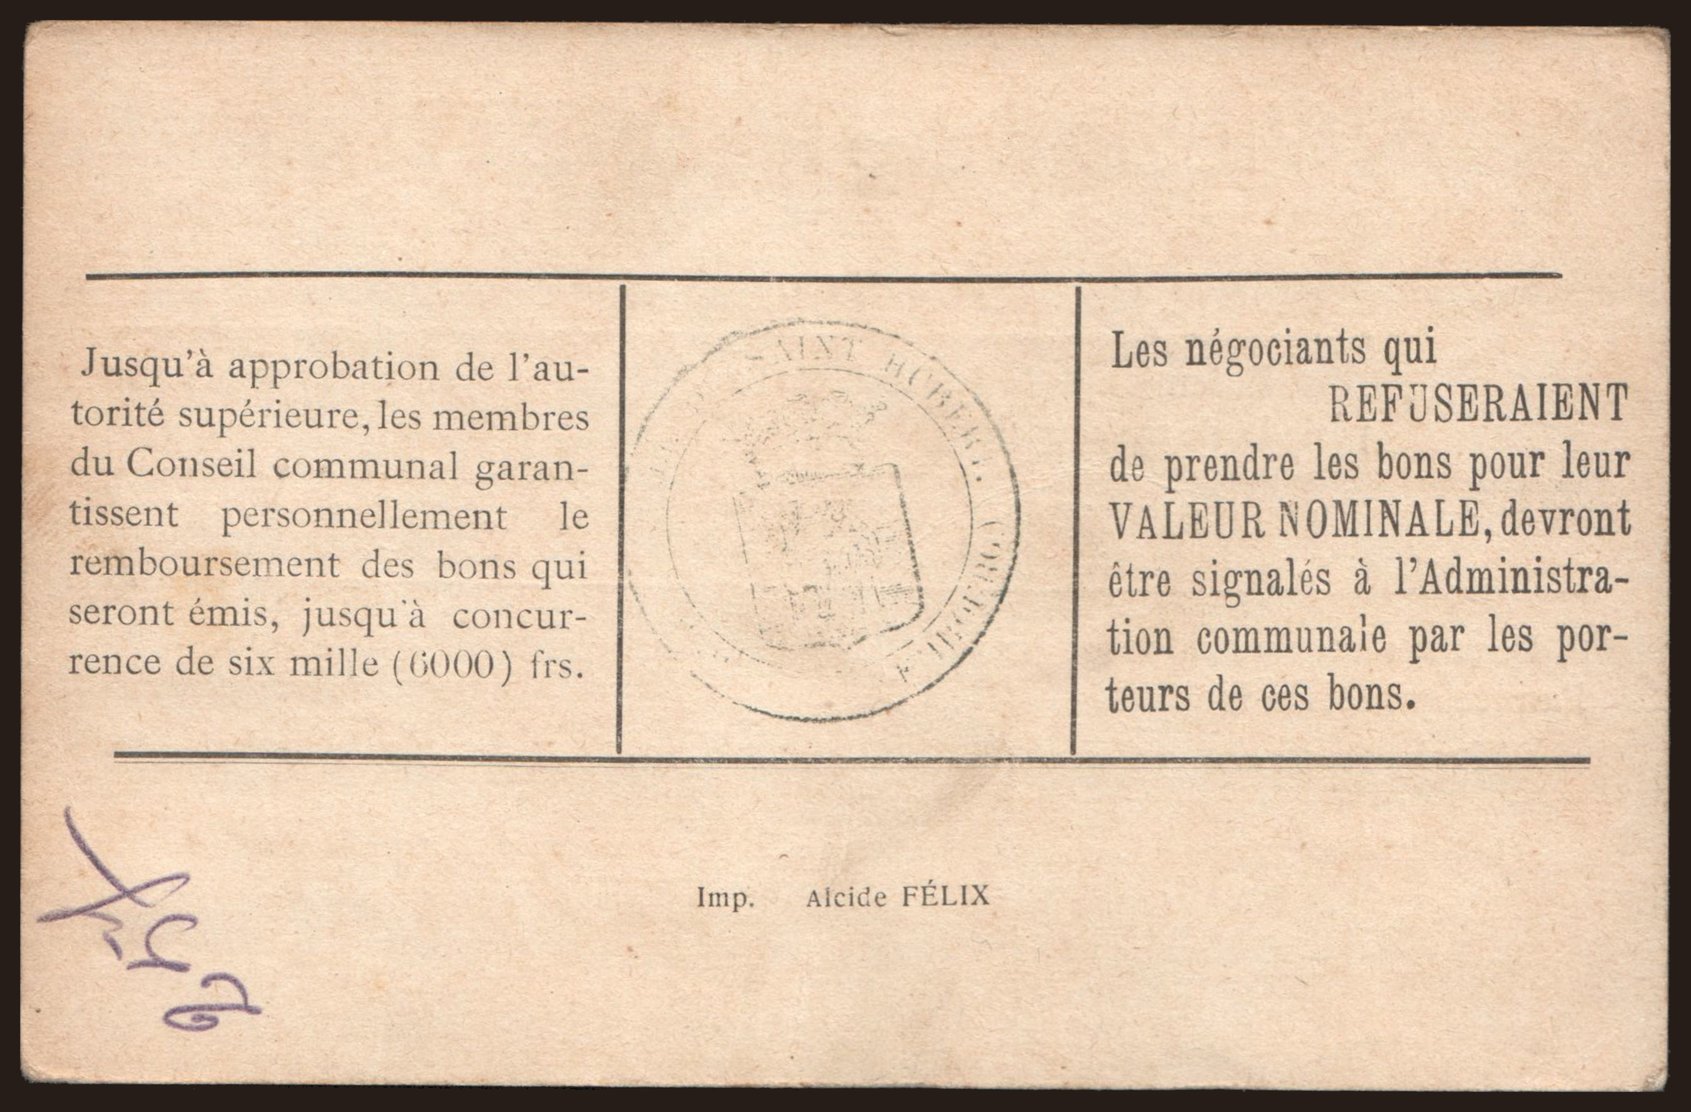 Jusqu'à approbation de l'au-
torité supérieure, les membres
du Conseil communal garan-
tissent personnellement le
remboursement des bons qui
seront émis, jusqu'à concur-
rence de six mille (6000) frs.
SAINT HUBERT.
Les négociants qui
REFUSERAIENT
de prendre les bons pour leur
VALEUR NOMINALE, devront
être signalés à l'Administra-
tion communale par les por-
teurs de ces bons.
Imp. Alcide FÉLIX